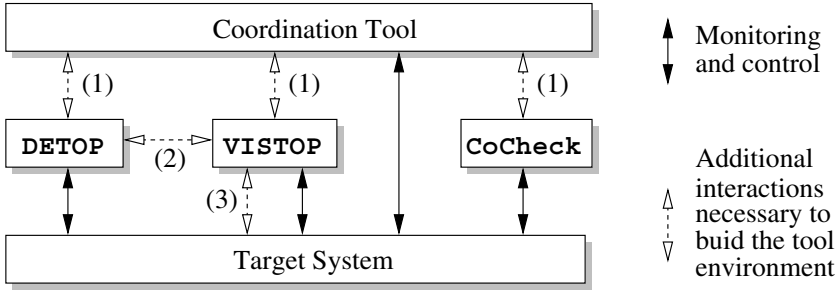 Coordination Tool
(1)
(1)
(1)
DETOP
(2)
VISTOP
CoCheck
(3)
Target System
Monitoring
and control
Additional
interactions
necessary to
buid the tool
environment